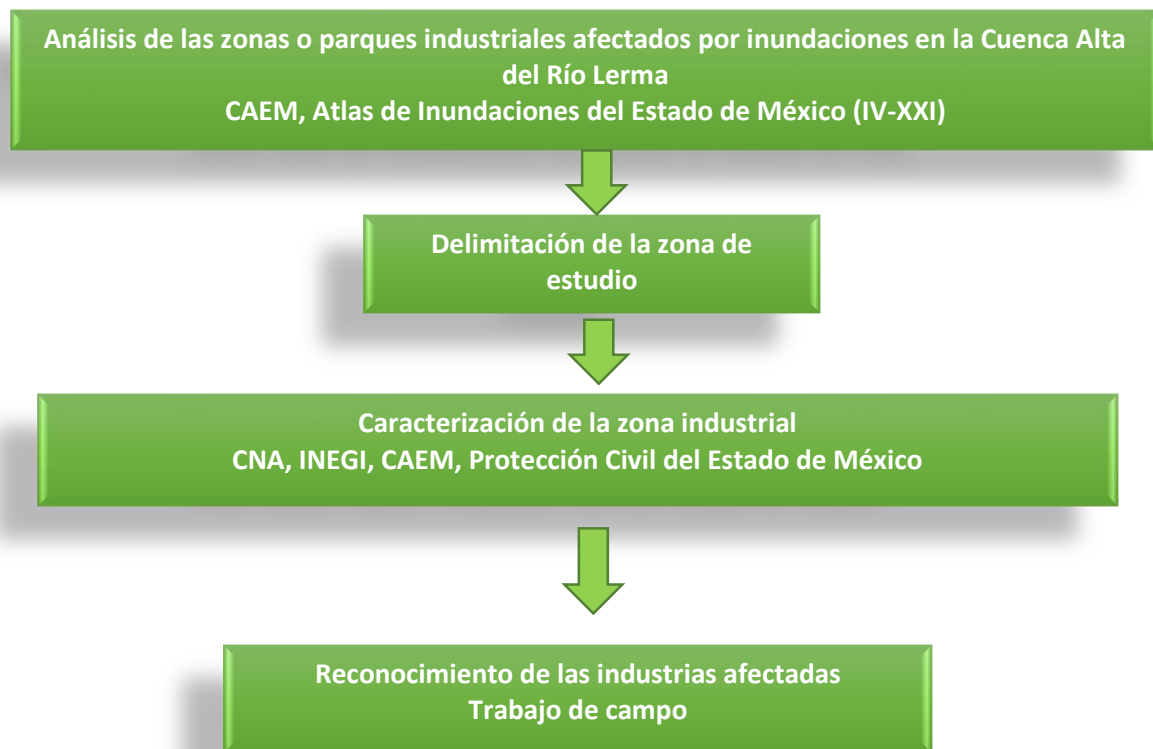 Análisis de las zonas o parques industriales afectados por inundaciones en la Cuenca Alta
del Río Lerma
CAEM, Atlas de Inundaciones del Estado de México (IV-XXI)
Delimitación de la zona de
estudio
Caracterización de la zona industrial
CNA, INEGI, CAEM, Protección Civil del Estado de México
Reconocimiento de las industrias afectadas
Trabajo de campo